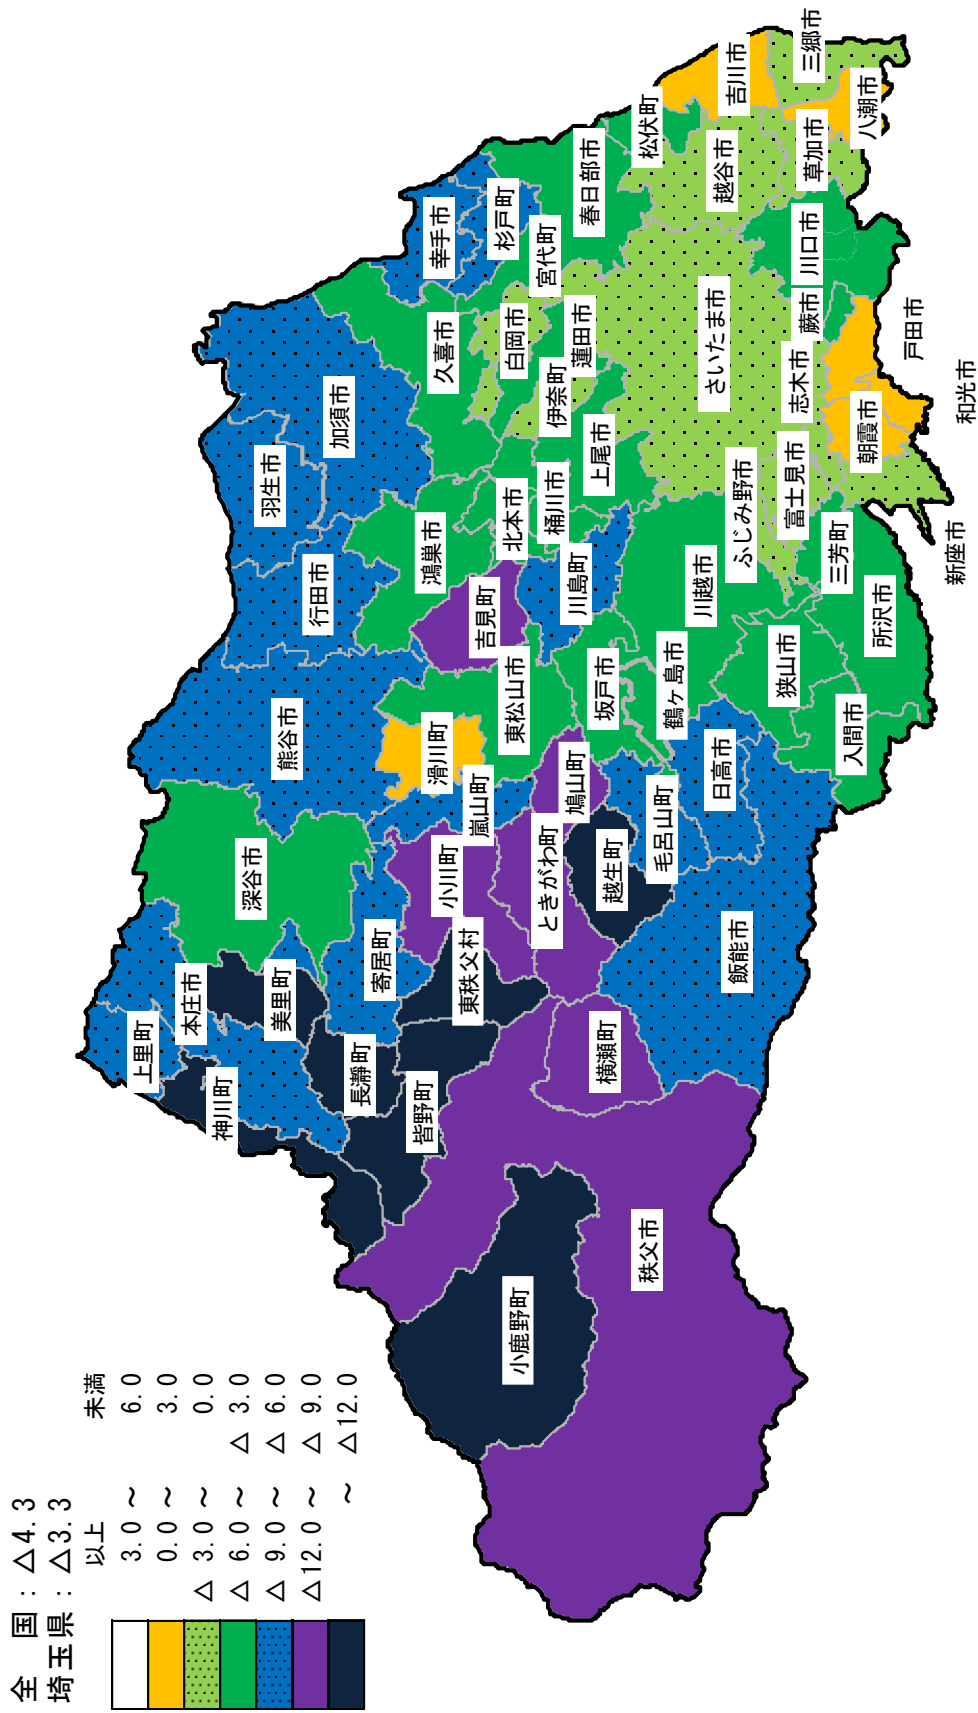 全　国：△4.3
埼玉県：△3.3
以上 未満
3.0 ～ 6.0
0.0 ～ 3.0
△ 3.0 ～ 0.0
△ 6.0 ～ △ 3.0
△ 9.0 ～ △ 6.0
△12.0 ～ △ 9.0
～ △12.0
上里町
本庄市
神川町
美里町
深谷市
熊谷市
行田市
羽生市
加須市
長瀞町
寄居町
皆野町
東秩父村
小川町
嵐山町
滑川町
吉見町
鴻巣市
久喜市
幸手市
杉戸町
小鹿野町
秩父市
横瀬町
ときがわ町
鳩山町
越生町
毛呂山町
東松山市
川島町
北本市
桶川市
上尾市
伊奈町
蓮田市
白岡市
宮代町
春日部市
松伏町
飯能市
日高市
坂戸市
鶴ヶ島市
川越市
ふじみ野市
富士見市
さいたま市
志木市
蕨市
川口市
越谷市
吉川市
草加市
三郷市
八潮市
入間市
狭山市
所沢市
三芳町
新座市
朝霞市
和光市
戸田市